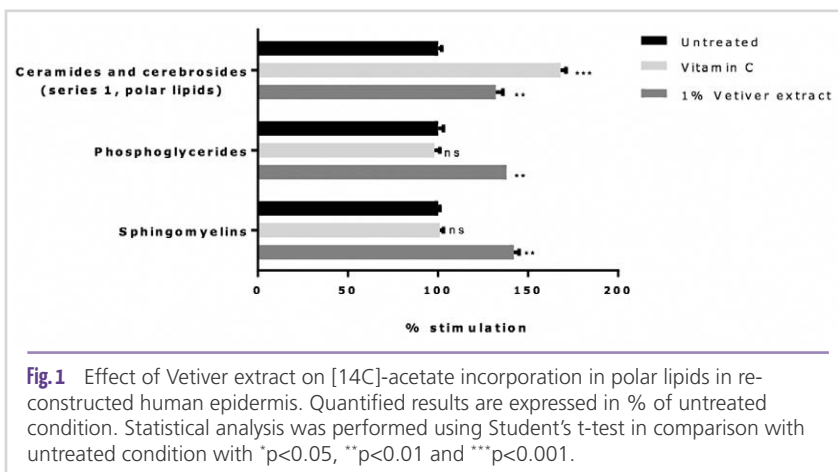 Ceramides and cerebrosides
(series 1, polar lipids)
***
**
Phosphoglycerides
ns
**
Sphingomyelins
ns
**
0 50 100 150 200
% stimulation
Untreated
Vitamin C
1% Vetiver extract
Fig.1 Effect of Vetiver extract on [14C]-acetate incorporation in polar lipids in re-
constructed human epidermis. Quantified results are expressed in % of untreated
condition. Statistical analysis was performed using Student's t-test in comparison with
untreated condition with *p<0.05, **p<0.01 and ***p<0.001.